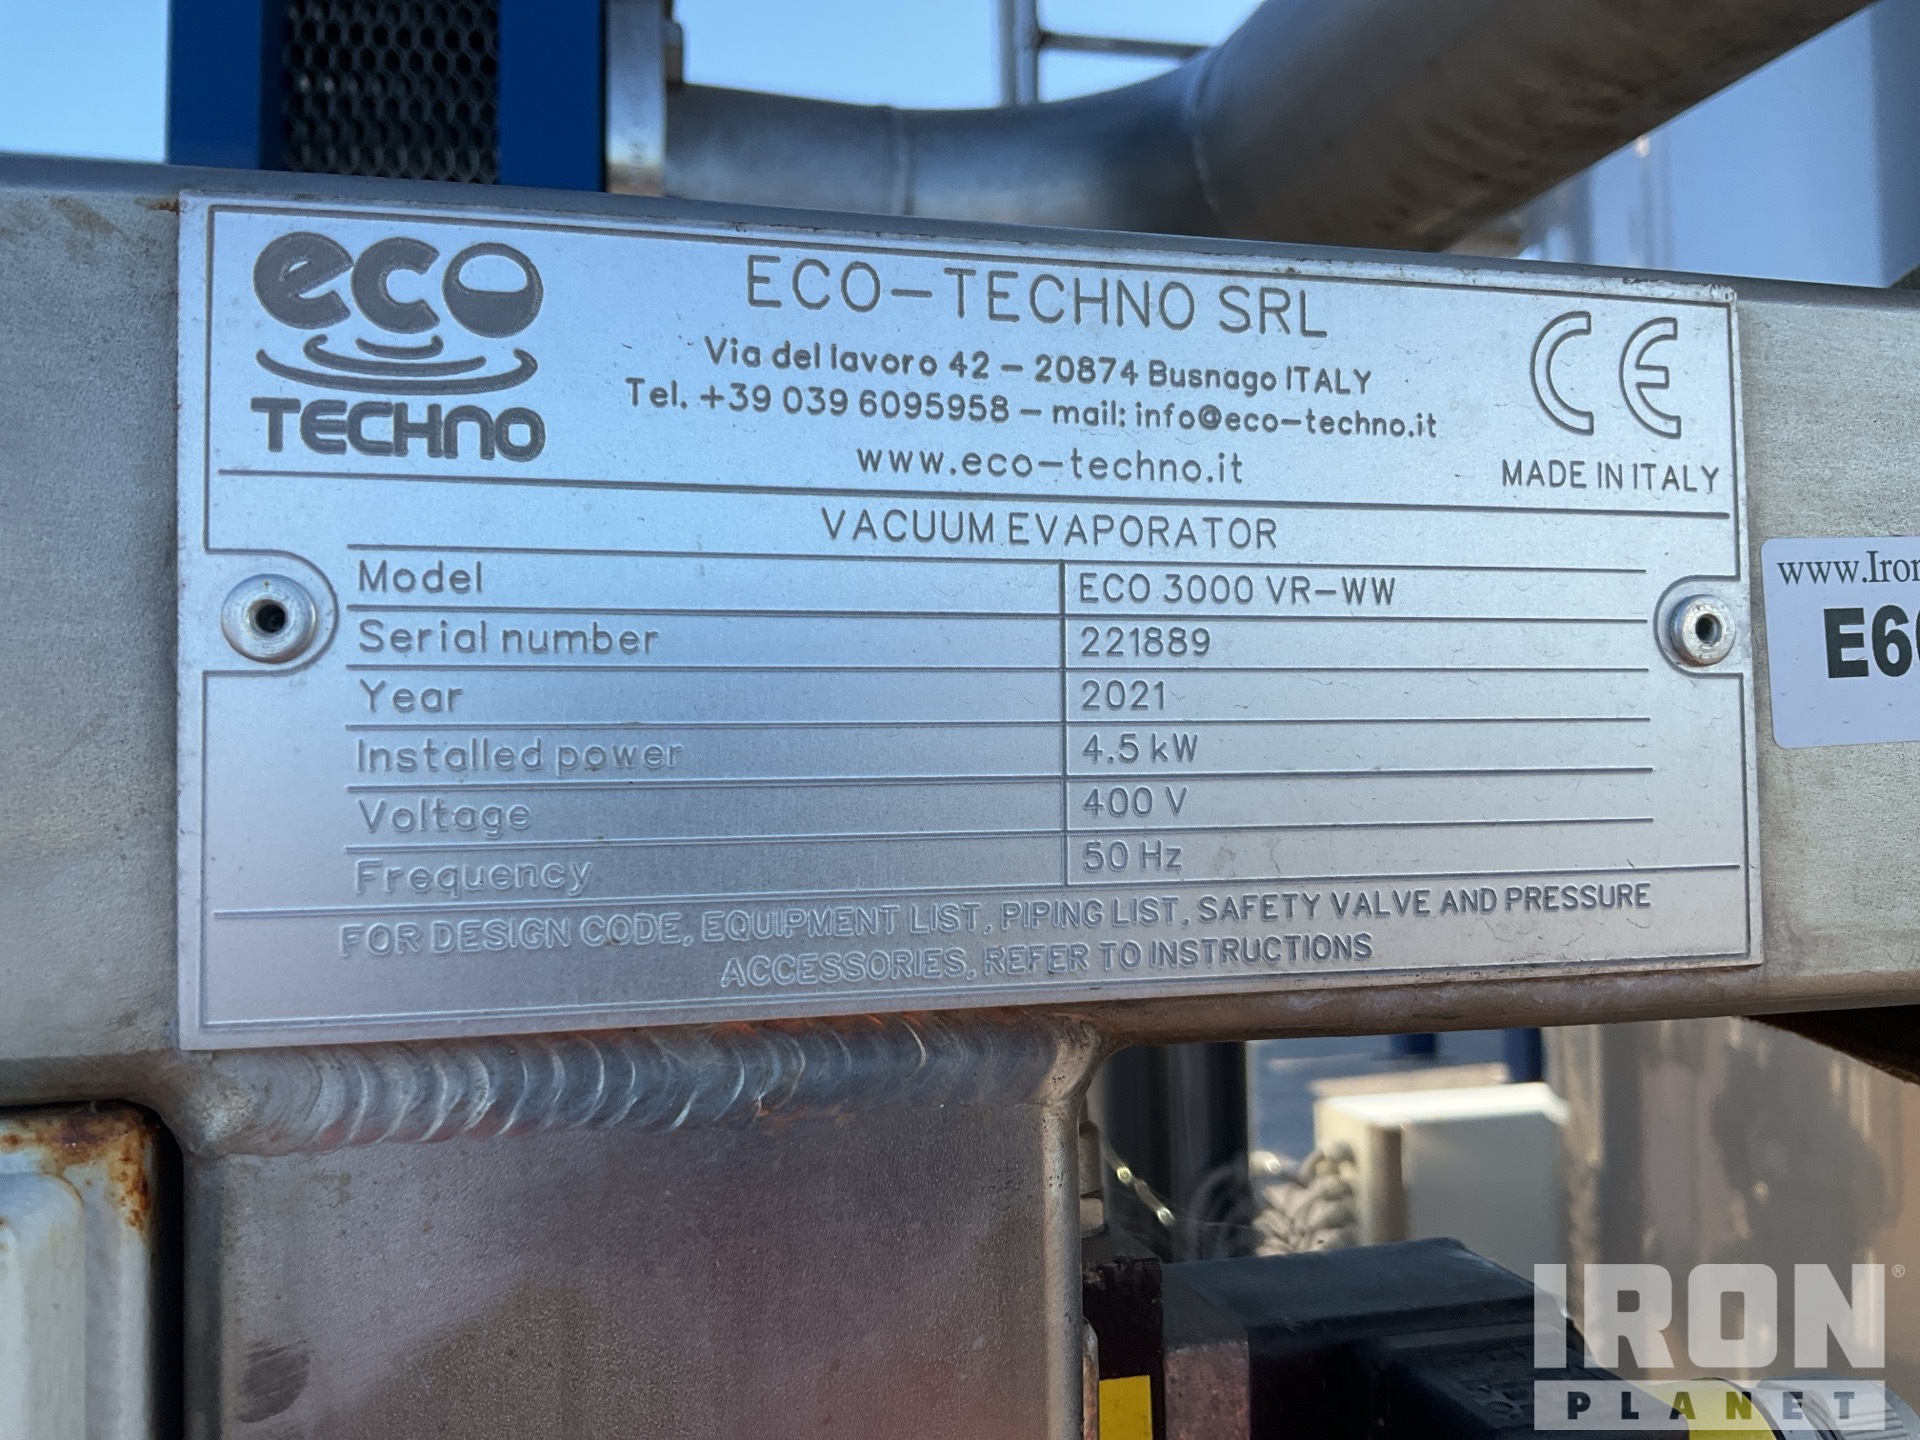 eco
TECHNO
ECO-TECHNO SRL
Via del lavoro 42 - 20874 Busnago ITALY
Tel. +39 039 6095958 - mail: info@eco-techno.it
www.eco-techno.it
CE
MADE IN ITALY
VACUUM EVAPORATOR
Model ECO 3000 VR-WW
Serial number 221889
Year 2021
Installed power 4.5 kW
Voltage 400 V
Frequency 50 Hz
FOR DESIGN CODE, EQUIPMENT LIST, PIPING LIST, SAFETY VALVE AND PRESSURE
ACCESSORIES, REFER TO INSTRUCTIONS
www.Iron
E6
IRON®
PLANET